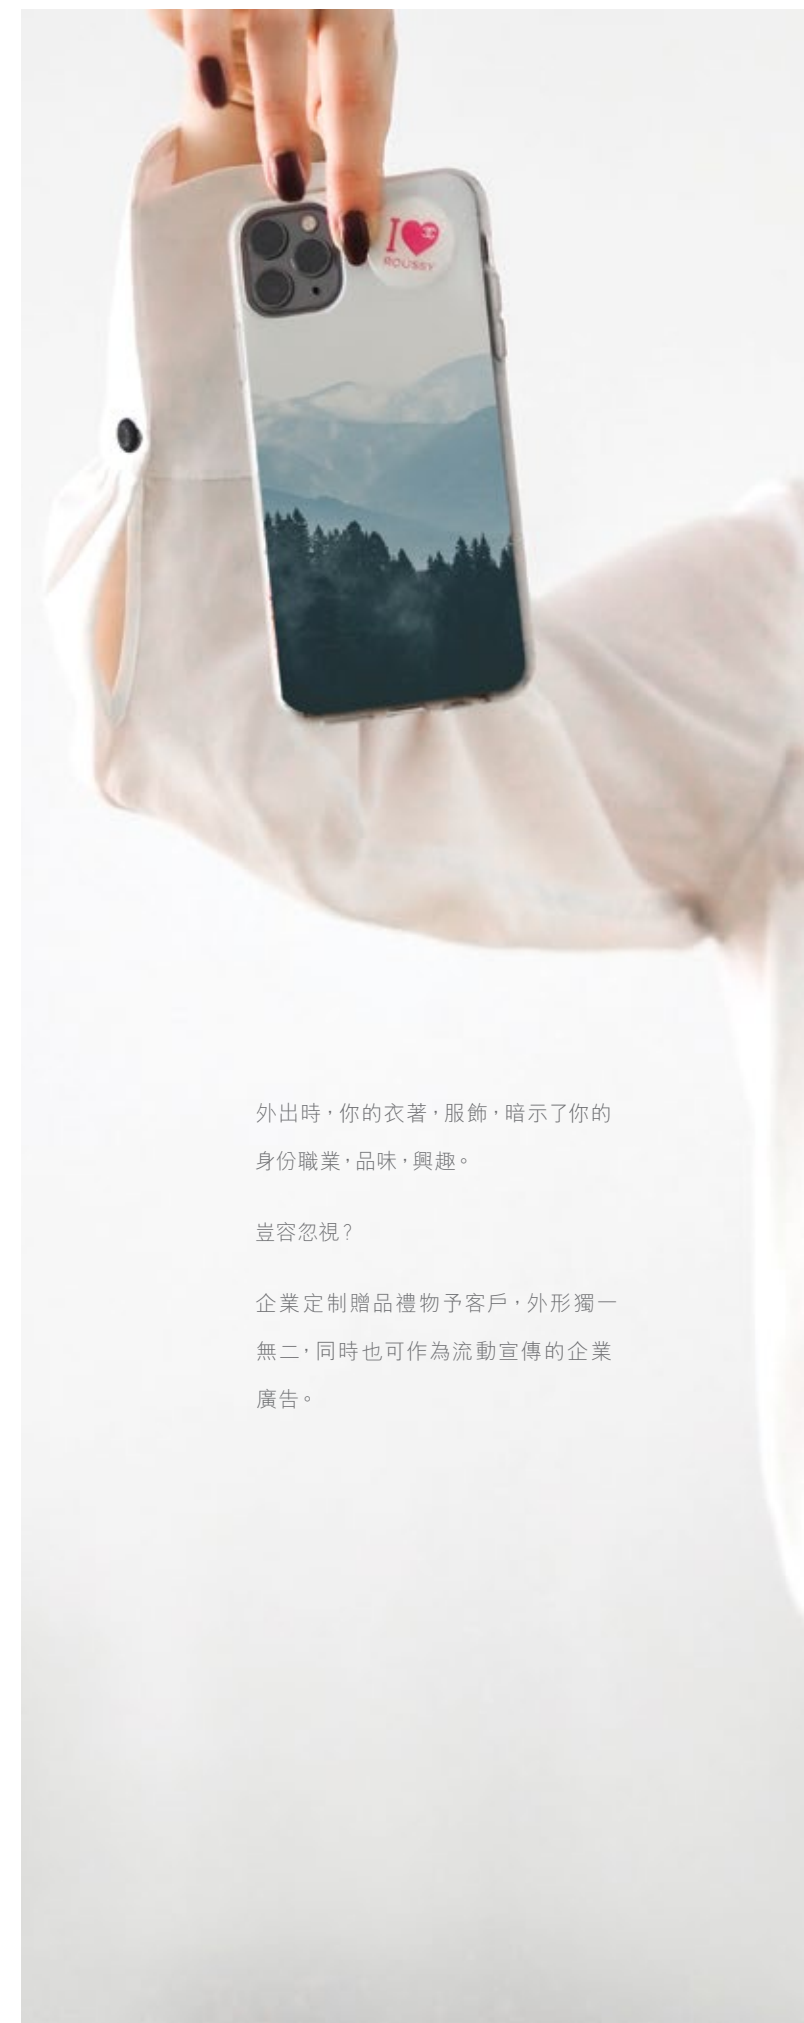 I
ROUSSY
外出時，你的衣著，服飾，暗示了你的
身份職業，品味，興趣。
豈容忽視？
企業定制贈品禮物予客戶，外形獨一
無二，同時也可作為流動宣傳的企業
廣告。